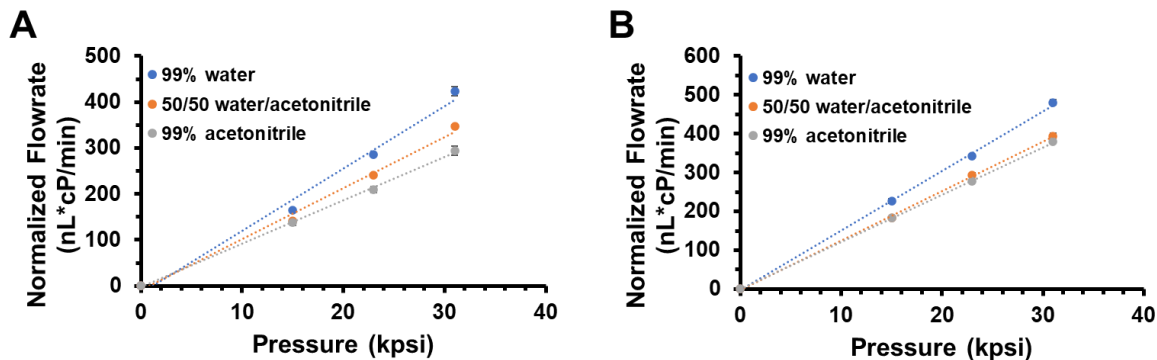 A
500
400
300
200
100
0
0 10 20 30 40
99% water
50/50 water/acetonitrile
99% acetonitrile
Normalized Flowrate
(nL*cP/min)
Pressure (kpsi)
B
600
500
400
300
200
100
0
0 10 20 30 40
99% water
50/50 water/acetonitrile
99% acetonitrile
Normalized Flowrate
(nL*cP/min)
Pressure (kpsi)